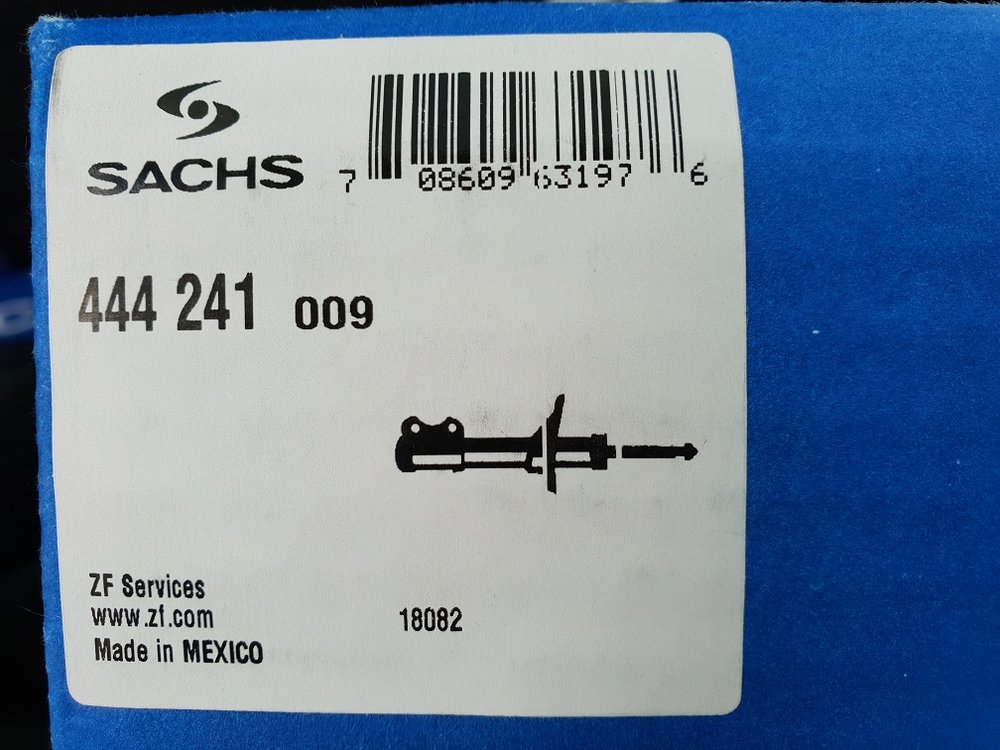 SACHS
7 08609 63197 6
444 241 009
ZF Services
www.zf.com
Made in MEXICO
18082